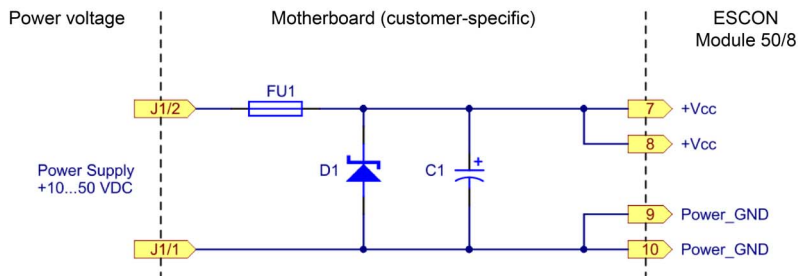 Power voltage
Motherboard (customer-specific)
ESCON
Module 50/8
FU1
J1/2
7
+Vcc
8
+Vcc
Power Supply
+10...50 VDC
D1
C1
+
9
Power_GND
J1/1
10
Power_GND